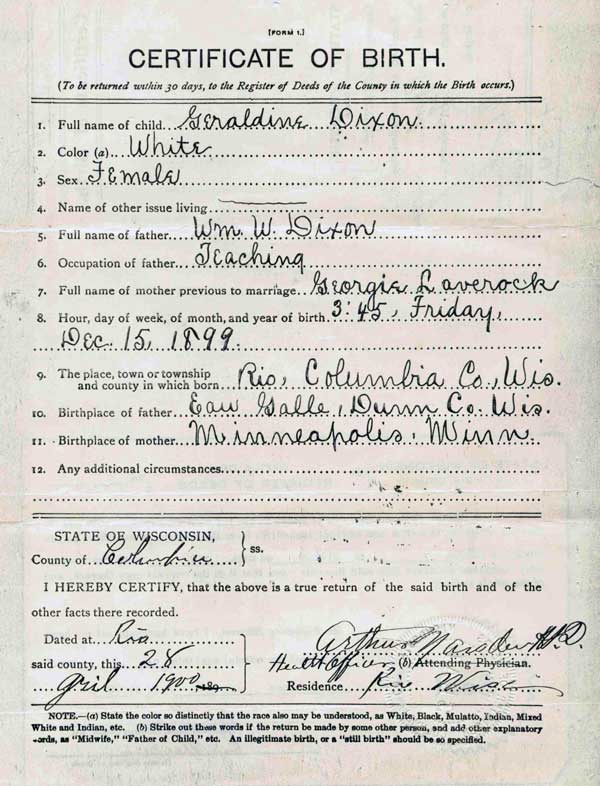 [FORM 1.]
CERTIFICATE OF BIRTH.
(To be returned within 30 days, to the Register of Deeds of the County in which the Birth occurs.)
1. Full name of child Geraldine Dixon.
2. Color (a) White
3. Sex Female
4. Name of other issue living
5. Full name of father Wm. W. Dixon
6. Occupation of father Teaching
7. Full name of mother previous to marriage Georgie Laverock
8. Hour, day of week, of month, and year of birth 3:45, Friday,
Dec. 15, 1899.
9. The place, town or township
and county in which born Rio, Columbia Co., Wis.
10. Birthplace of father Eau Galle, Dunn Co. Wis.
11. Birthplace of mother Minneapolis, Minn.
12. Any additional circumstances
STATE OF WISCONSIN,
County of Columbia } ss.
I HEREBY CERTIFY, that the above is a true return of the said birth and of the
other facts there recorded.
Dated at Rio
said county, this 28
1900 189
Arthur M.D.
Health Officer (b) Attending Physician.
Residence Rio Wisc
NOTE.—(a) State the color so distinctly that the race also may be understood, as White, Black, Mulatto, Indian, Mixed
White and Indian, etc. (b) Strike out these words if the return be made by some other person, and add other explanatory
words, as "Midwife," "Father of Child," etc. An illegitimate birth, or a "still birth" should be so specified.